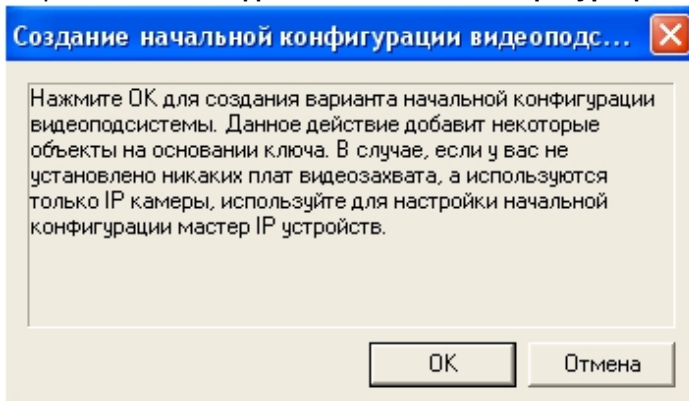 Создание начальной конфигурации видеоподс...
Нажмите ОК для создания варианта начальной конфигурации
видеоподсистемы. Данное действие добавит некоторые
объекты на основании ключа. В случае, если у вас не
установлено никаких плат видеозахвата, а используются
только IP камеры, используйте для настройки начальной
конфигурации мастер IP устройств.
OK
Отмена